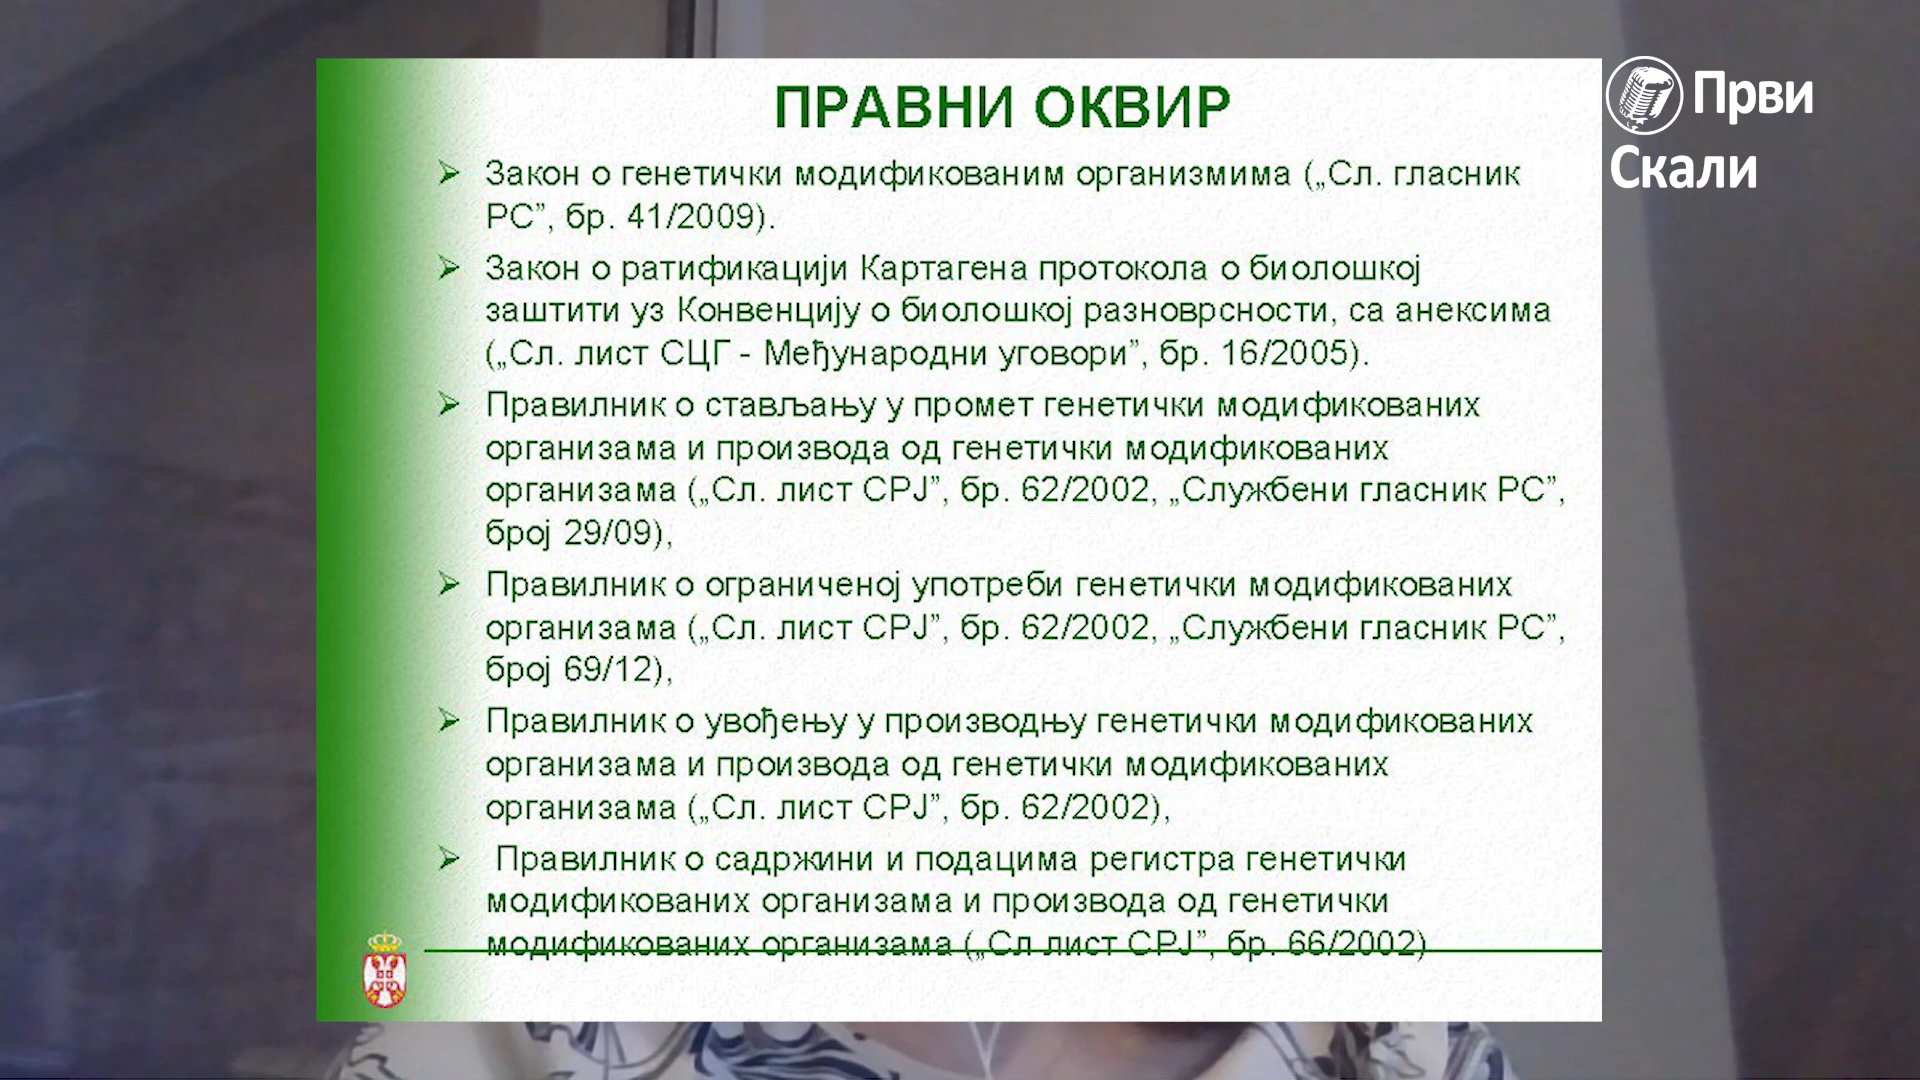 ПРАВНИ ОКВИР
Закон о генетички модификованим организмима („Сл. гласник
РС”, бр. 41/2009).
Закон о ратификацији Картагена протокола о биолошкој
заштити уз Конвенцију о биолошкој разноврсности, са анексима
(„Сл. лист СЦГ - Међународни уговори”, бр. 16/2005).
Правилник о стављању у промет генетички модификованих
организама и производа од генетички модификованих
организама („Сл. лист СРЈ”, бр. 62/2002, „Службени гласник РС”,
број 29/09),
Правилник о ограниченој употреби генетички модификованих
организама („Сл. лист СРЈ”, бр. 62/2002, „Службени гласник РС”,
број 69/12),
Правилник о увођењу у производњу генетички модификованих
организама и производа од генетички модификованих
организама („Сл. лист СРЈ”, бр. 62/2002),
Правилник о садржини и подацима регистра генетички
модификованих организама и производа од генетички
модификованих организама („Сл лист СРЈ”, бр. 66/2002)
Први
Скали